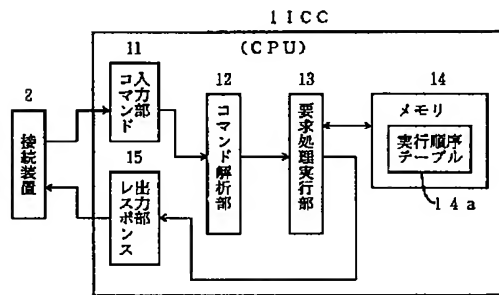 1 ICC
(CPU)
2
接続装置
11
コマンド
入力部
12
コマンド解析部
13
要求処理実行部
14
メモリ
実行順序
テーブル
14a
15
レスポンス
出力部